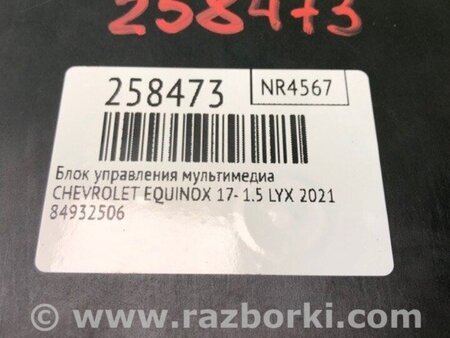 258473
258473
NR4567
Блок управления мультимедиа
CHEVROLET EQUINOX 17- 1.5 LYX 2021
84932506
© www.razborki.com